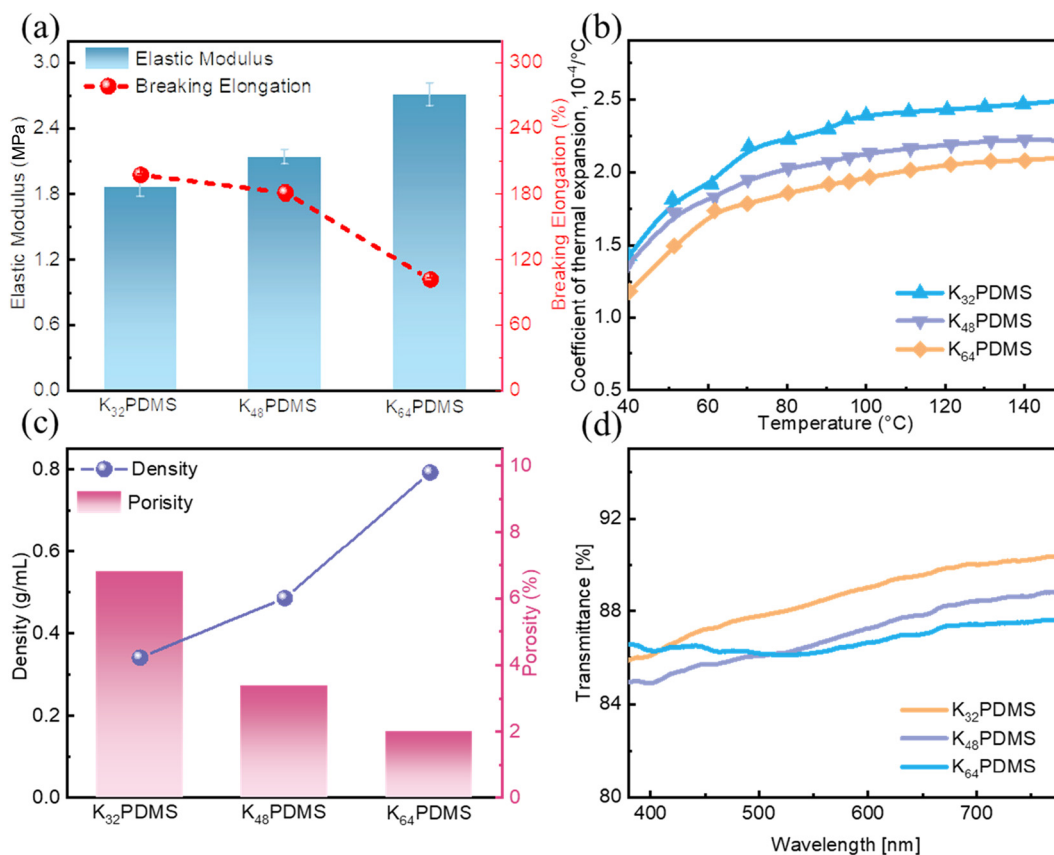 (a)
Elastic Modulus
Breaking Elongation
Elastic Modulus (MPa)
3.0
2.4
1.8
1.2
0.6
0.0
300
240
180
120
60
0
Breaking Elongation (%)
K32PDMS
K48PDMS
K64PDMS
(b)
Coefficient of thermal expansion, 10⁻⁴/°C
2.5
2.0
1.5
1.0
0.5
K32PDMS
K48PDMS
K64PDMS
40
60
80
100
120
140
Temperature (°C)
(c)
Density
Porisity
Density (g/mL)
0.8
0.6
0.4
0.2
0.0
10
8
6
4
2
0
Porosity (%)
K32PDMS
K48PDMS
K64PDMS
(d)
Transmittance [%]
92
88
84
80
K32PDMS
K48PDMS
K64PDMS
400
500
600
700
Wavelength [nm]